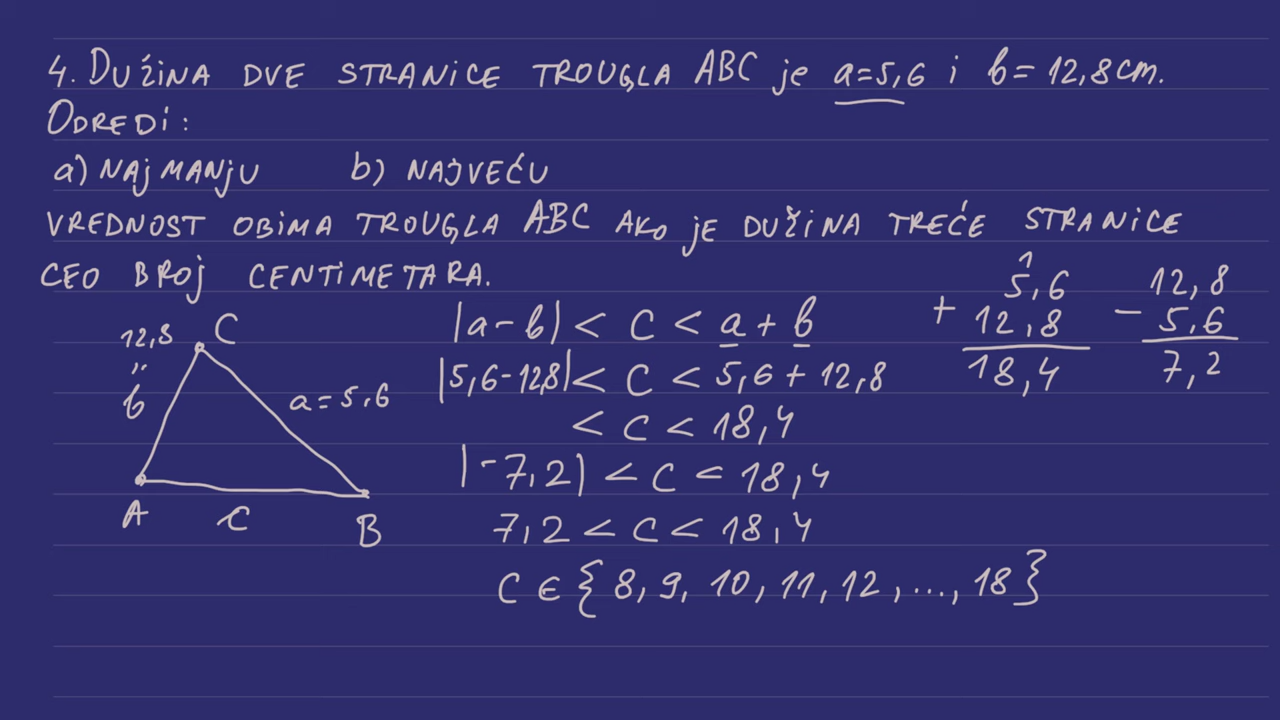 4. DUŽINA DVE STRANICE TROUGLA ABC je a=5,6 i b=12,8cm.
ODREDI:
a) NAJMANJU b) NAJVEĆU
VREDNOST OBIMA TROUGLA ABC AKO JE DUŽINA TREĆE STRANICE
CEO BROJ CENTIMETARA.
1
5,6
+ 12,8
18,4
12,8
- 5,6
7,2
12,8
"
b
C
a=5,6
A
c
B
|a-b| < c < a+b
|5,6-12,8| < c < 5,6+12,8
< c < 18,4
|-7,2| < c < 18,4
7,2 < c < 18,4
c ∈ {8, 9, 10, 11, 12, ..., 18}